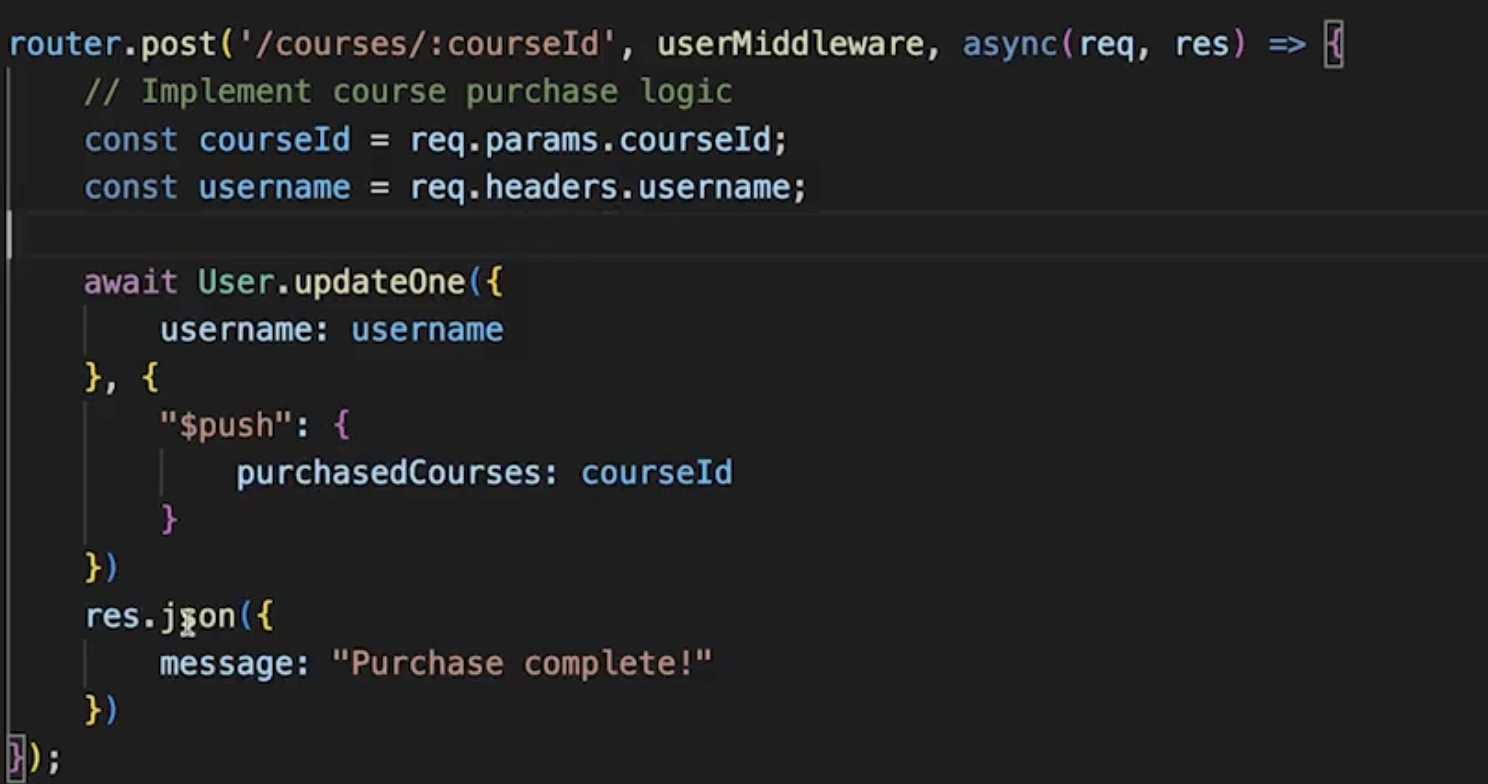 router.post('/courses/:courseId', userMiddleware, async(req, res) => {
    // Implement course purchase logic
    const courseId = req.params.courseId;
    const username = req.headers.username;

    await User.updateOne({
        username: username
    }, {
        "$push": {
            purchasedCourses: courseId
        }
    })
    res.json({
        message: "Purchase complete!"
    })
});